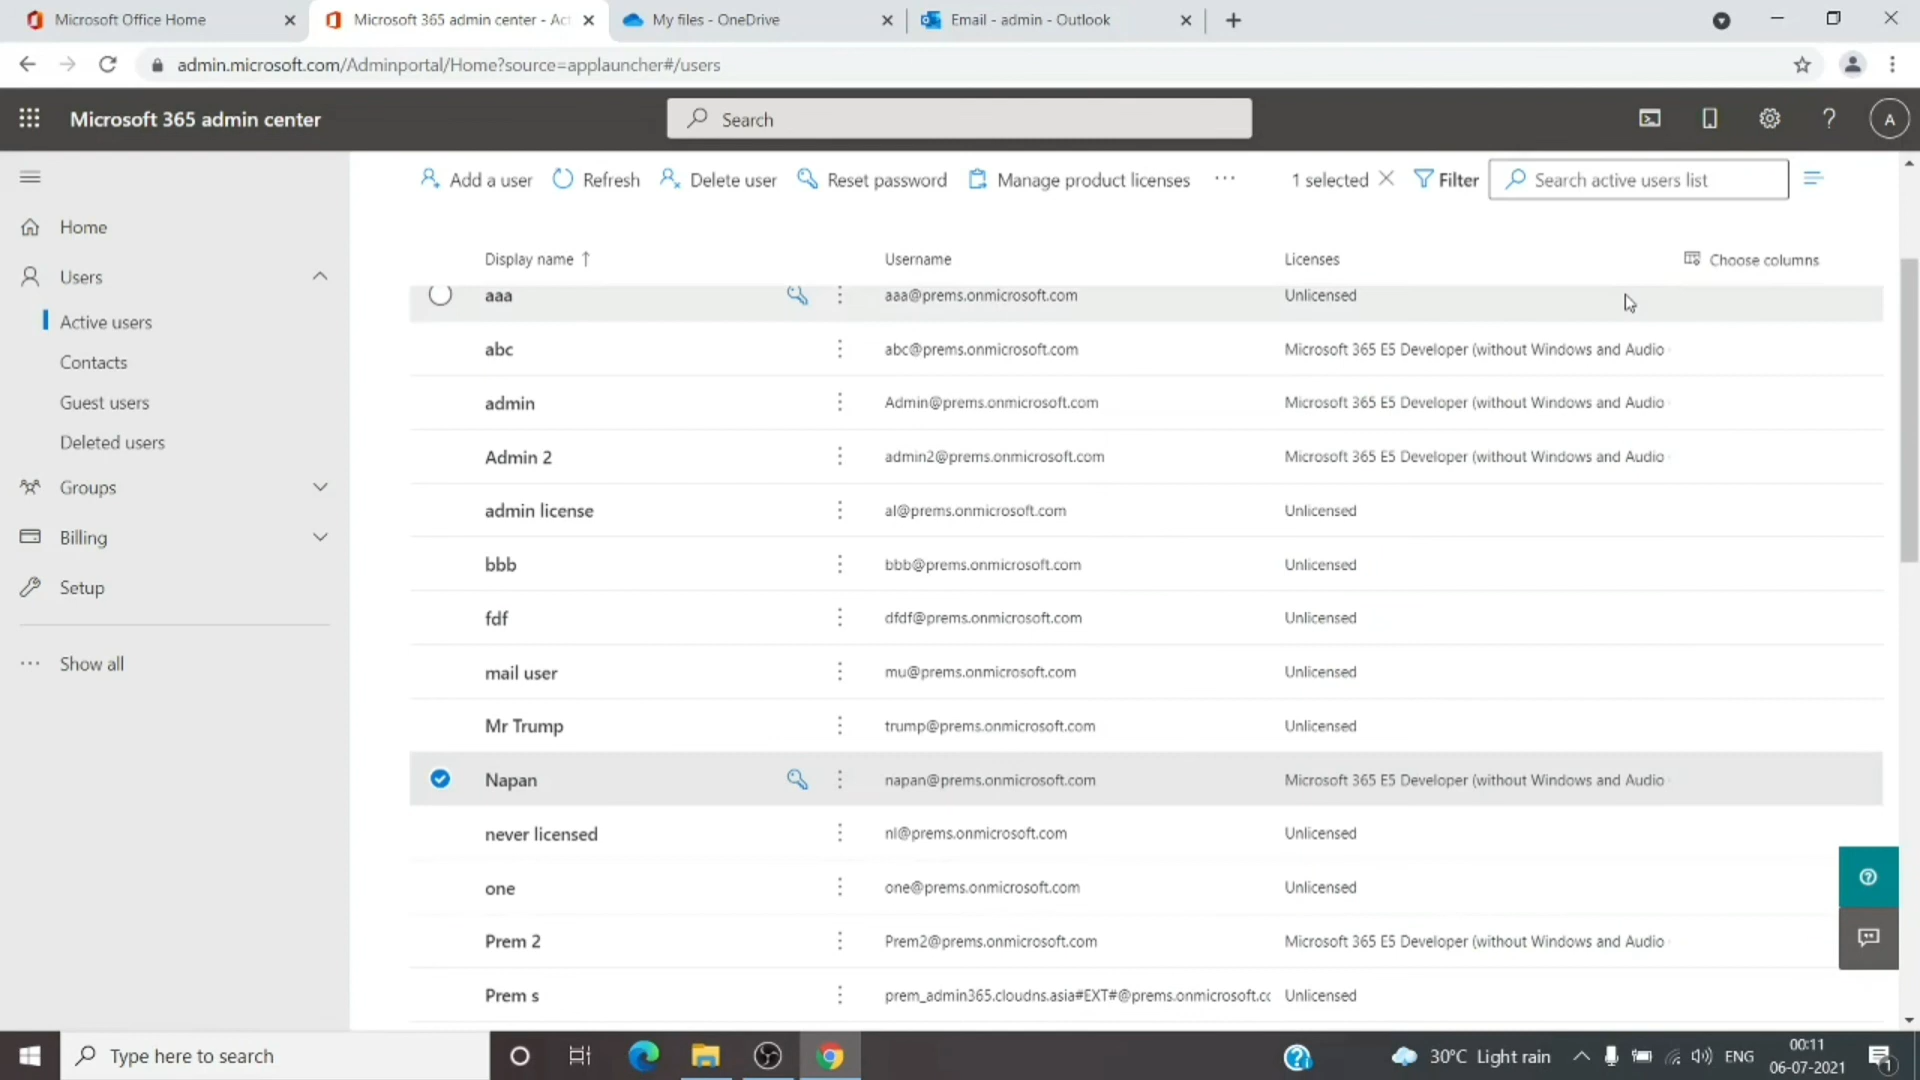 Microsoft Office Home
Microsoft 365 admin center - Act
My files - OneDrive
Email - admin - Outlook
admin.microsoft.com/Adminportal/Home?source=applauncher#/users
Microsoft 365 admin center
Search
A
Add a user
Refresh
Delete user
Reset password
Manage product licenses
1 selected
Filter
Search active users list
Home
Users
Active users
Contacts
Guest users
Deleted users
Groups
Billing
Setup
Show all
Display name ↑ Username Licenses Choose columns
aaa aaa@prems.onmicrosoft.com Unlicensed
abc abc@prems.onmicrosoft.com Microsoft 365 E5 Developer (without Windows and Audio
admin Admin@prems.onmicrosoft.com Microsoft 365 E5 Developer (without Windows and Audio
Admin 2 admin2@prems.onmicrosoft.com Microsoft 365 E5 Developer (without Windows and Audio
admin license al@prems.onmicrosoft.com Unlicensed
bbb bbb@prems.onmicrosoft.com Unlicensed
fdf dfdf@prems.onmicrosoft.com Unlicensed
mail user mu@prems.onmicrosoft.com Unlicensed
Mr Trump trump@prems.onmicrosoft.com Unlicensed
Napan napan@prems.onmicrosoft.com Microsoft 365 E5 Developer (without Windows and Audio
never licensed nl@prems.onmicrosoft.com Unlicensed
one one@prems.onmicrosoft.com Unlicensed
Prem 2 Prem2@prems.onmicrosoft.com Microsoft 365 E5 Developer (without Windows and Audio
Prem s prem_admin365.cloudns.asia#EXT#@prems.onmicrosoft.cc Unlicensed
Type here to search
30°C Light rain
ENG
00:11
06-07-2021
1